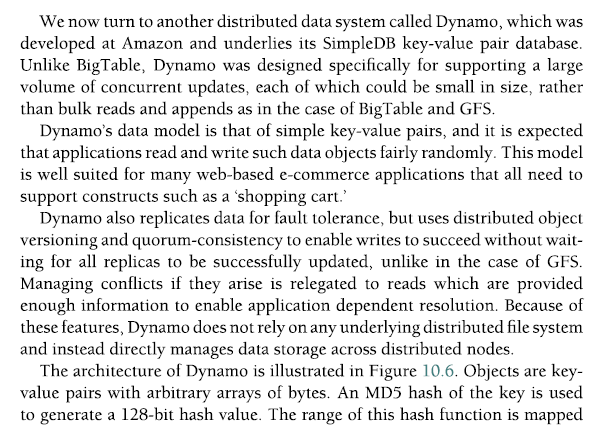 We now turn to another distributed data system called Dynamo, which was
developed at Amazon and underlies its SimpleDB key-value pair database.
Unlike BigTable, Dynamo was designed specifically for supporting a large
volume of concurrent updates, each of which could be small in size, rather
than bulk reads and appends as in the case of BigTable and GFS.
Dynamo's data model is that of simple key-value pairs, and it is expected
that applications read and write such data objects fairly randomly. This model
is well suited for many web-based e-commerce applications that all need to
support constructs such as a 'shopping cart.'
Dynamo also replicates data for fault tolerance, but uses distributed object
versioning and quorum-consistency to enable writes to succeed without wait-
ing for all replicas to be successfully updated, unlike in the case of GFS.
Managing conflicts if they arise is relegated to reads which are provided
enough information to enable application dependent resolution. Because of
these features, Dynamo does not rely on any underlying distributed file system
and instead directly manages data storage across distributed nodes.
The architecture of Dynamo is illustrated in Figure 10.6. Objects are key-
value pairs with arbitrary arrays of bytes. An MD5 hash of the key is used
to generate a 128-bit hash value. The range of this hash function is mapped